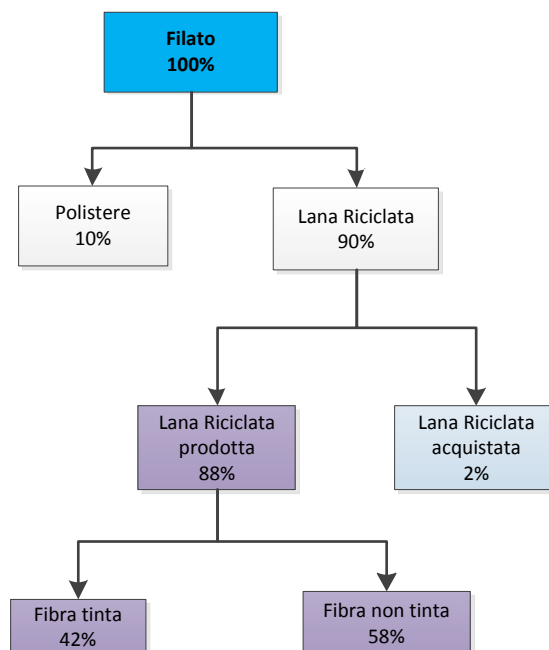 Filato
100%
Polistere
10%
Lana Riciclata
90%
Lana Riciclata
prodotta
88%
Lana Riciclata
acquistata
2%
Fibra tinta
42%
Fibra non tinta
58%